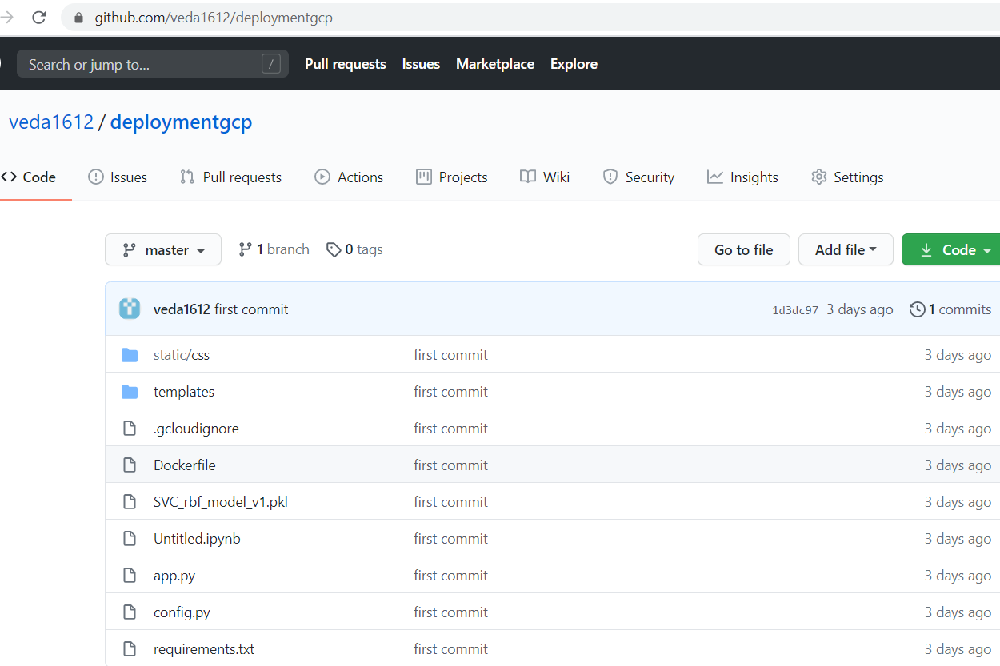 github.com/veda1612/deploymentgcp
Search or jump to... / Pull requests Issues Marketplace Explore
veda1612 / deploymentgcp
<> Code Issues Pull requests Actions Projects Wiki Security Insights Settings
master 1 branch 0 tags Go to file Add file Code
veda1612 first commit 1d3dc97 3 days ago 1 commits
static/css first commit 3 days ago
templates first commit 3 days ago
.gcloudignore first commit 3 days ago
Dockerfile first commit 3 days ago
SVC_rbf_model_v1.pkl first commit 3 days ago
Untitled.ipynb first commit 3 days ago
app.py first commit 3 days ago
config.py first commit 3 days ago
requirements.txt first commit 3 days ago